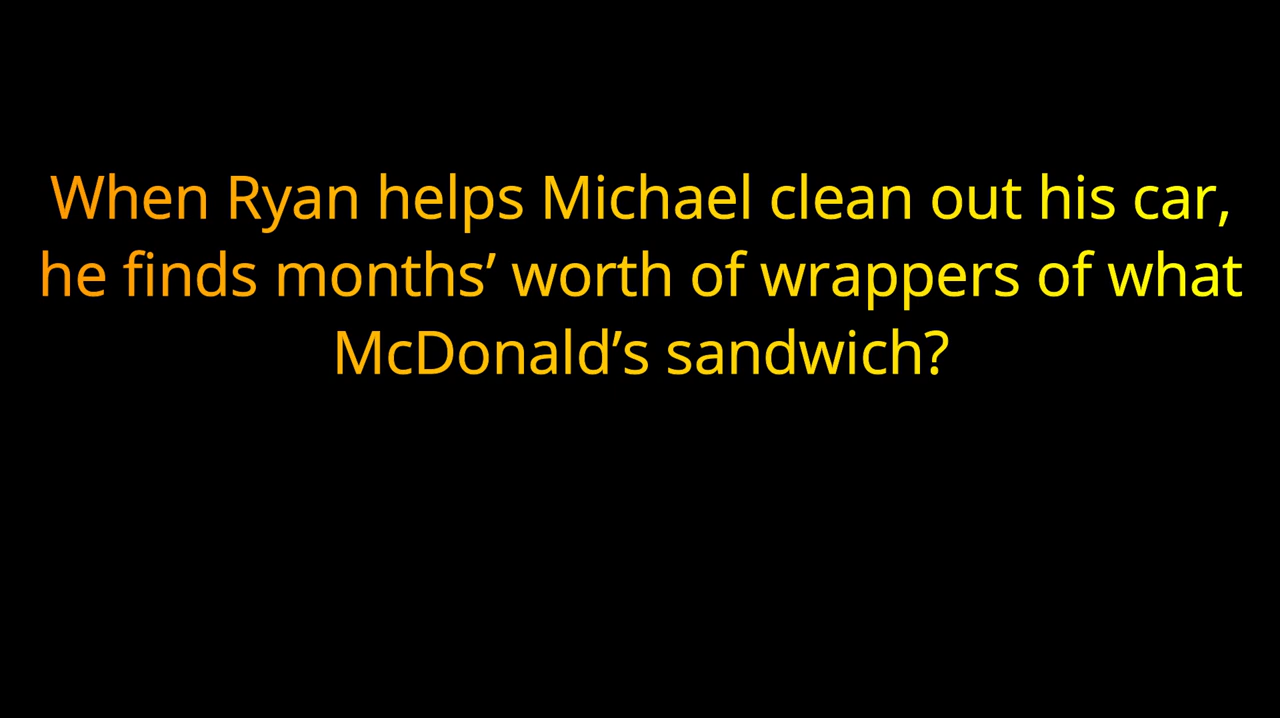 When Ryan helps Michael clean out his car,
he finds months’ worth of wrappers of what
McDonald’s sandwich?